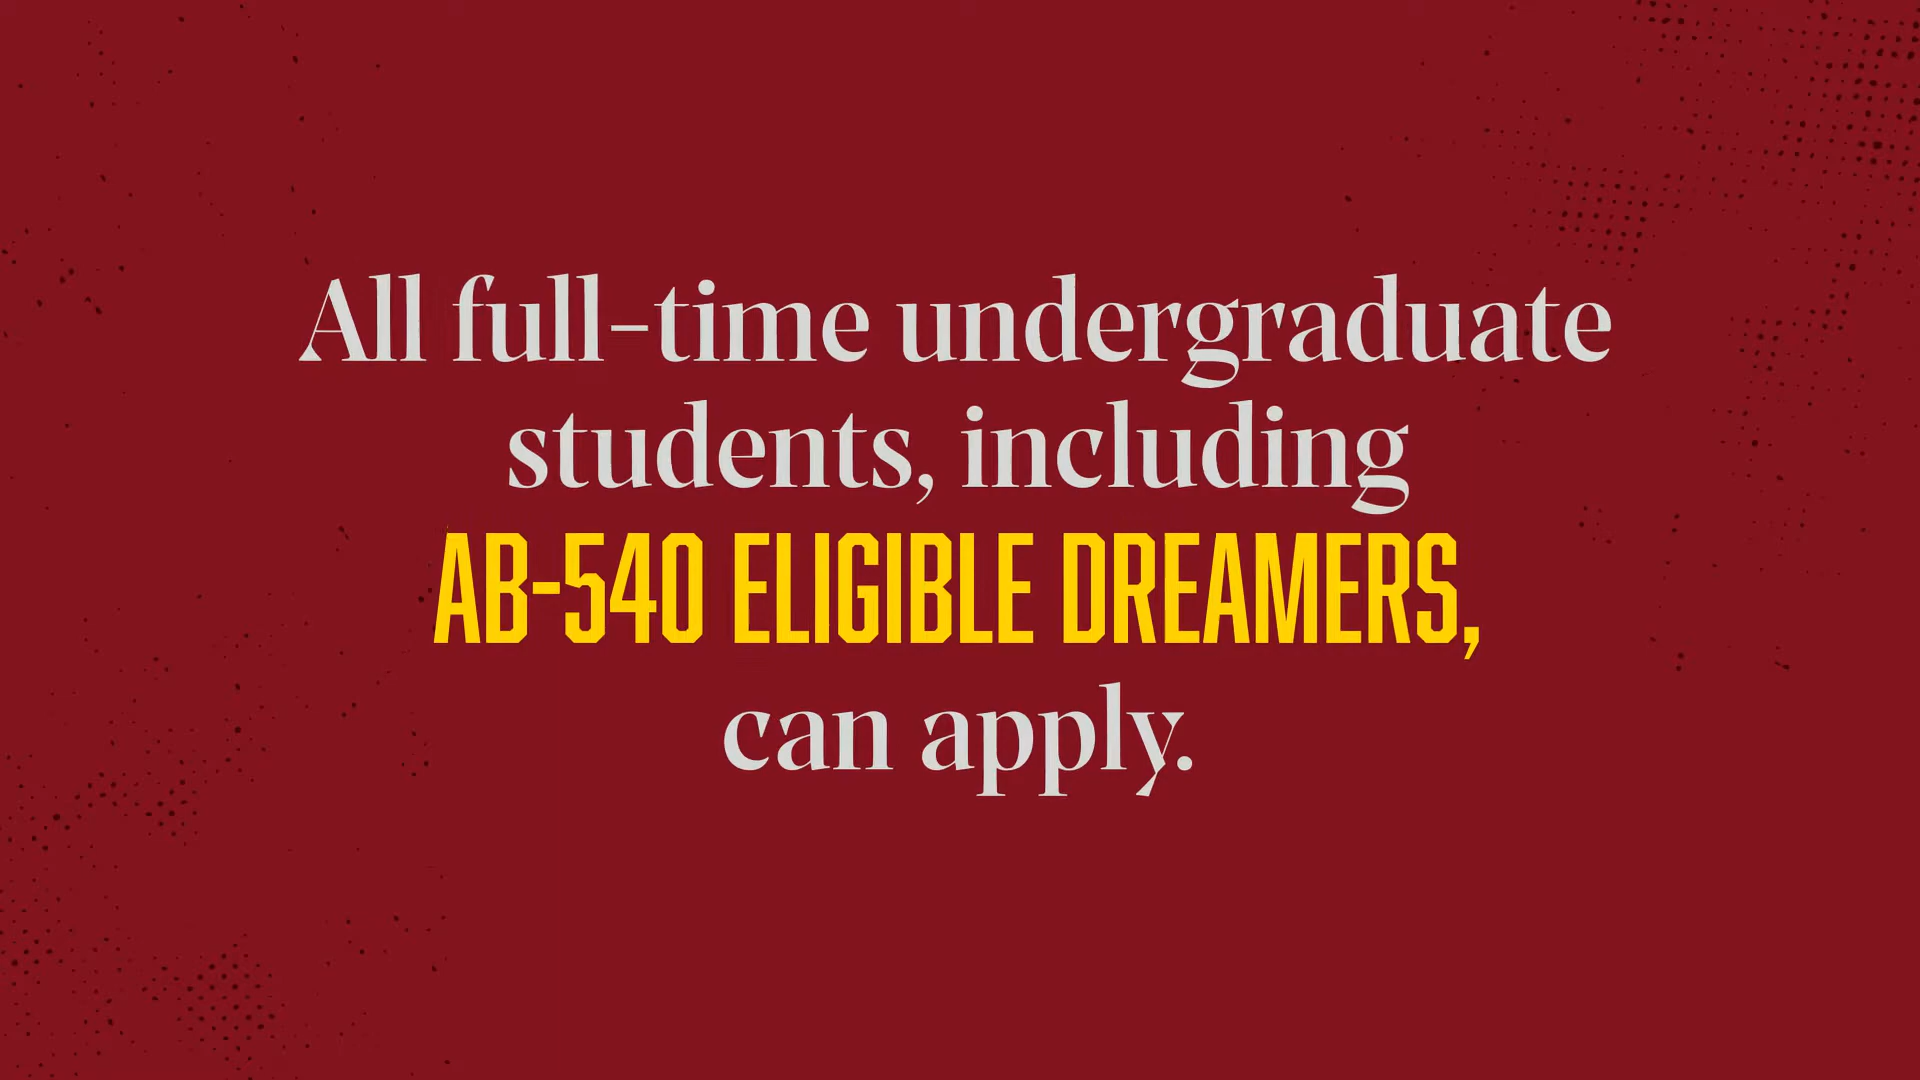 All full-time undergraduate
students, including
AB-540 ELIGIBLE DREAMERS,
can apply.